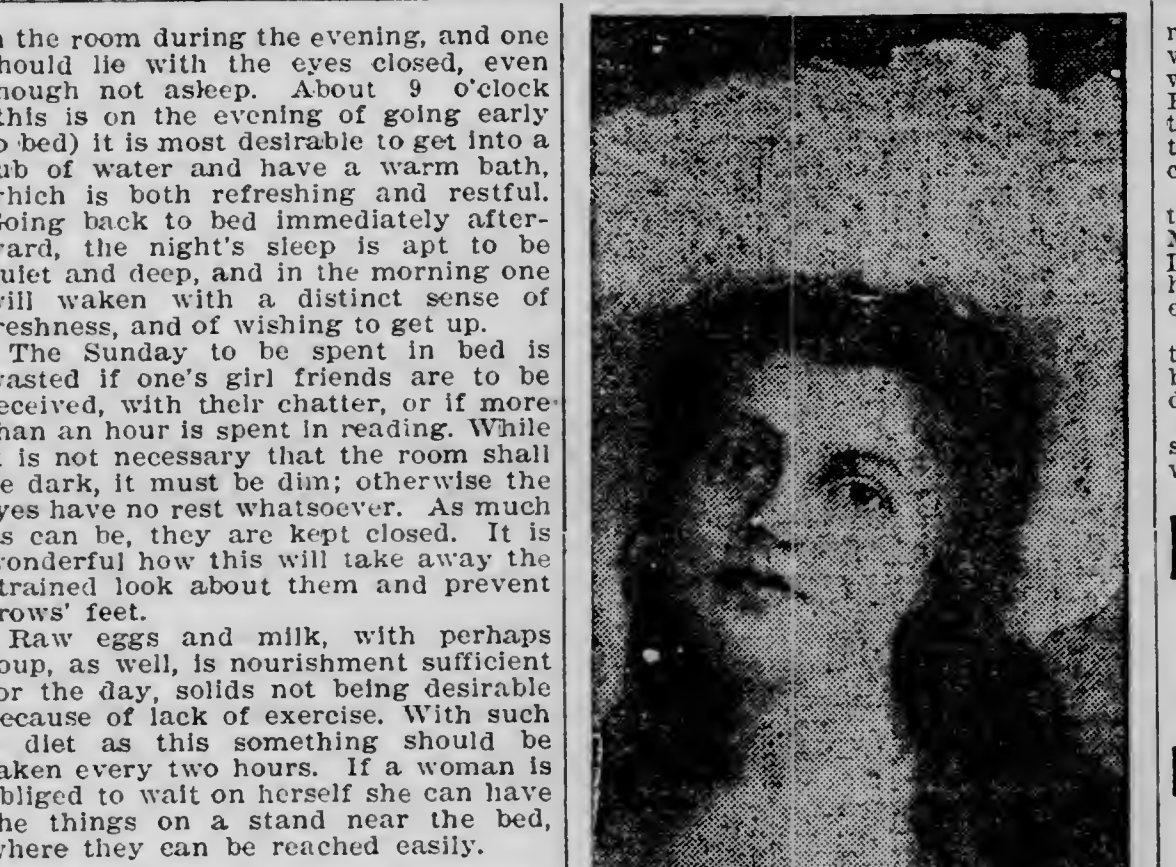 the room during the evening, and one
hould lie with the eyes closed, even
hough not asleep. About 9 o'clock
this is on the evening of going early
o bed) it is most desirable to get into a
ub of water and have a warm bath,
hich is both refreshing and restful.
oing back to bed immediately after-
ard, the night's sleep is apt to be
uiet and deep, and in the morning one
ill waken with a distinct sense of
reshness, and of wishing to get up.
The Sunday to be spent in bed is
asted if one's girl friends are to be
eceived, with their chatter, or if more
han an hour is spent in reading. While
t is not necessary that the room shall
e dark, it must be dim; otherwise the
yes have no rest whatsoever. As much
s can be, they are kept closed. It is
onderful how this will take away the
trained look about them and prevent
rows' feet.
Raw eggs and milk, with perhaps
oup, as well, is nourishment sufficient
or the day, solids not being desirable
ecause of lack of exercise. With such
diet as this something should be
aken every two hours. If a woman is
bliged to wait on herself she can have
he things on a stand near the bed,
where they can be reached easily.